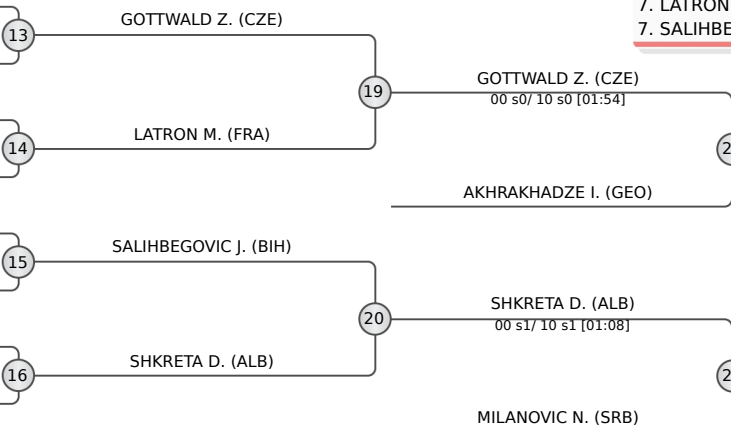 7. LATRON
7. SALIHBE
GOTTWALD Z. (CZE)
13
19
GOTTWALD Z. (CZE)
00 s0/ 10 s0 [01:54]
LATRON M. (FRA)
14
2
AKHRAKHADZE I. (GEO)
SALIHBEGOVIC J. (BIH)
15
SHKRETA D. (ALB)
20
00 s1/ 10 s1 [01:08]
SHKRETA D. (ALB)
16
2
MILANOVIC N. (SRB)